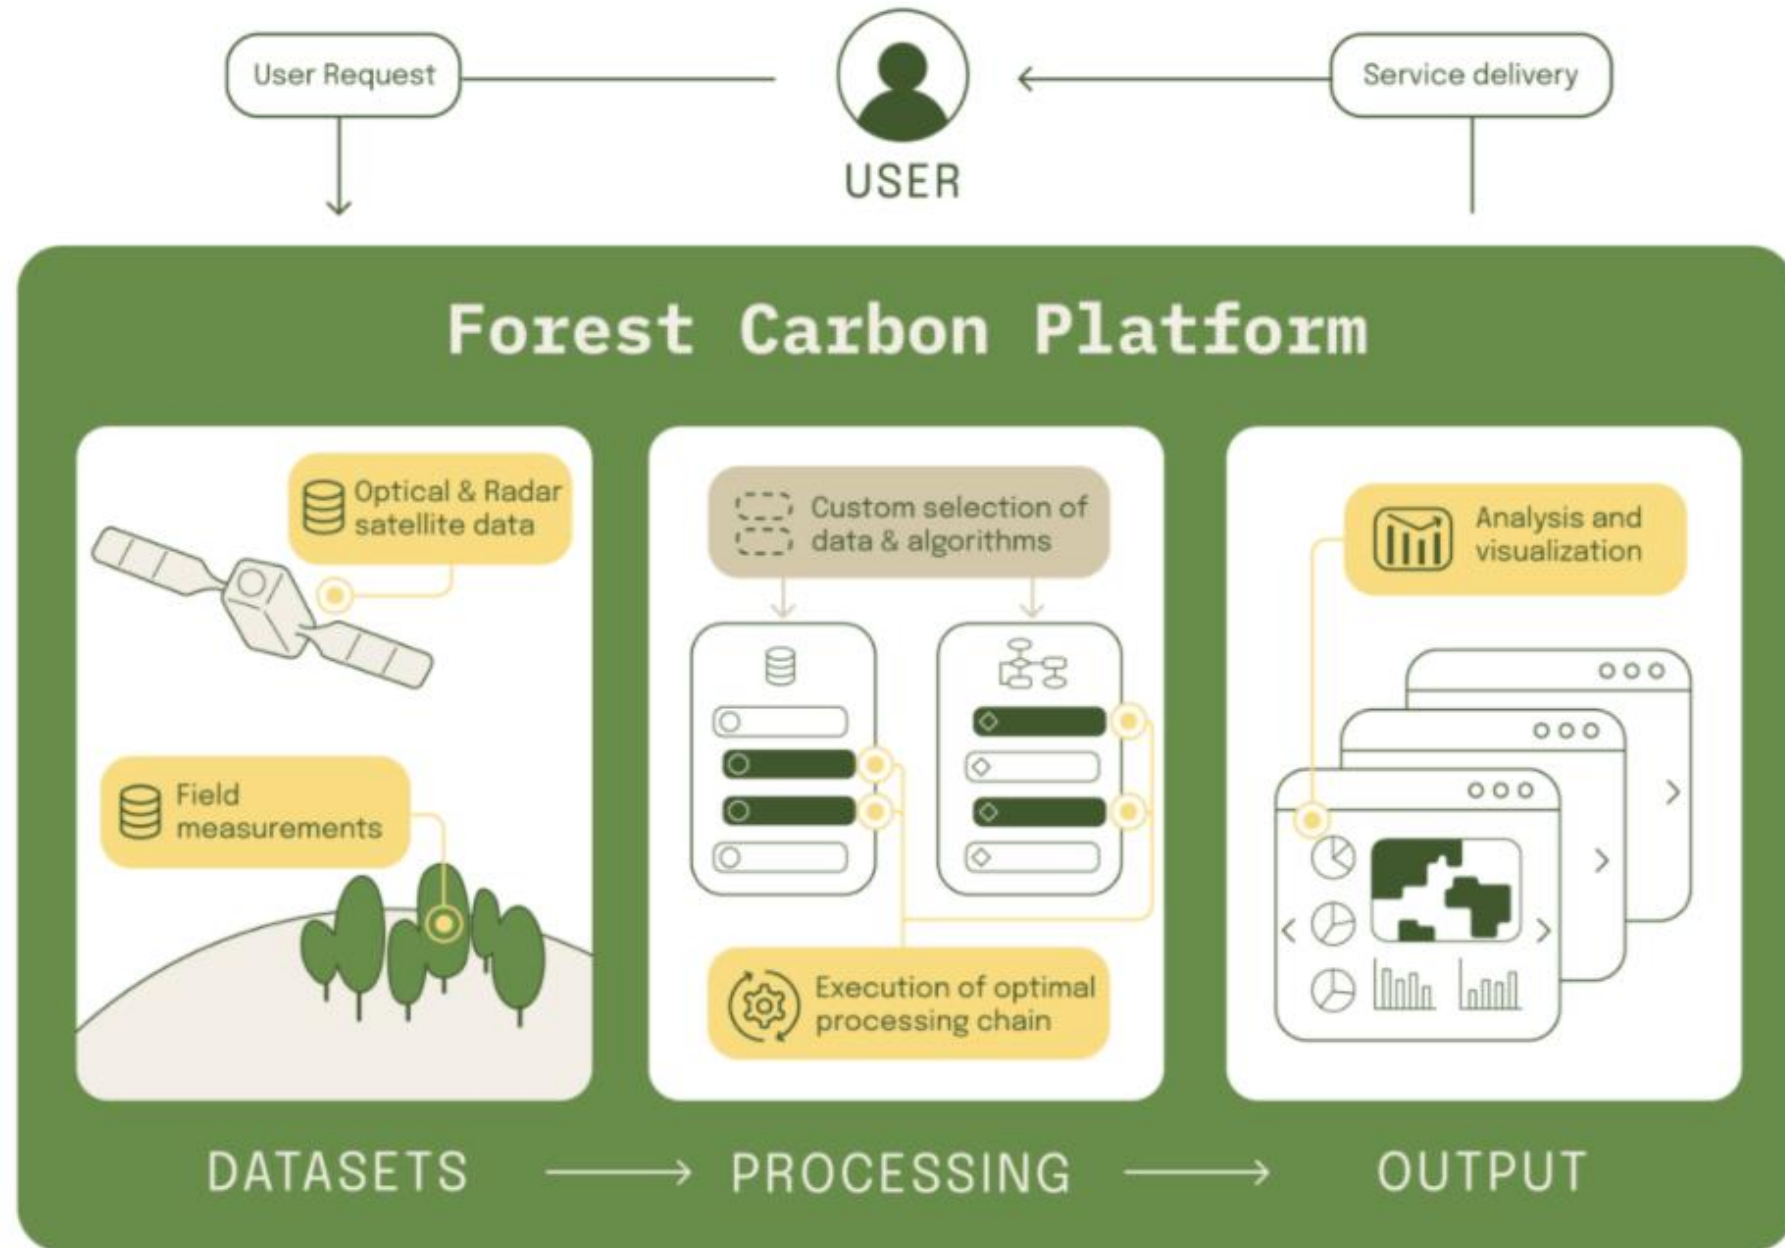 User Request
Service delivery
USER
Forest Carbon Platform
Optical & Radar
satellite data
Field
measurements
Custom selection of
data & algorithms
Execution of optimal
processing chain
Analysis and
visualization
DATASETS
PROCESSING
OUTPUT